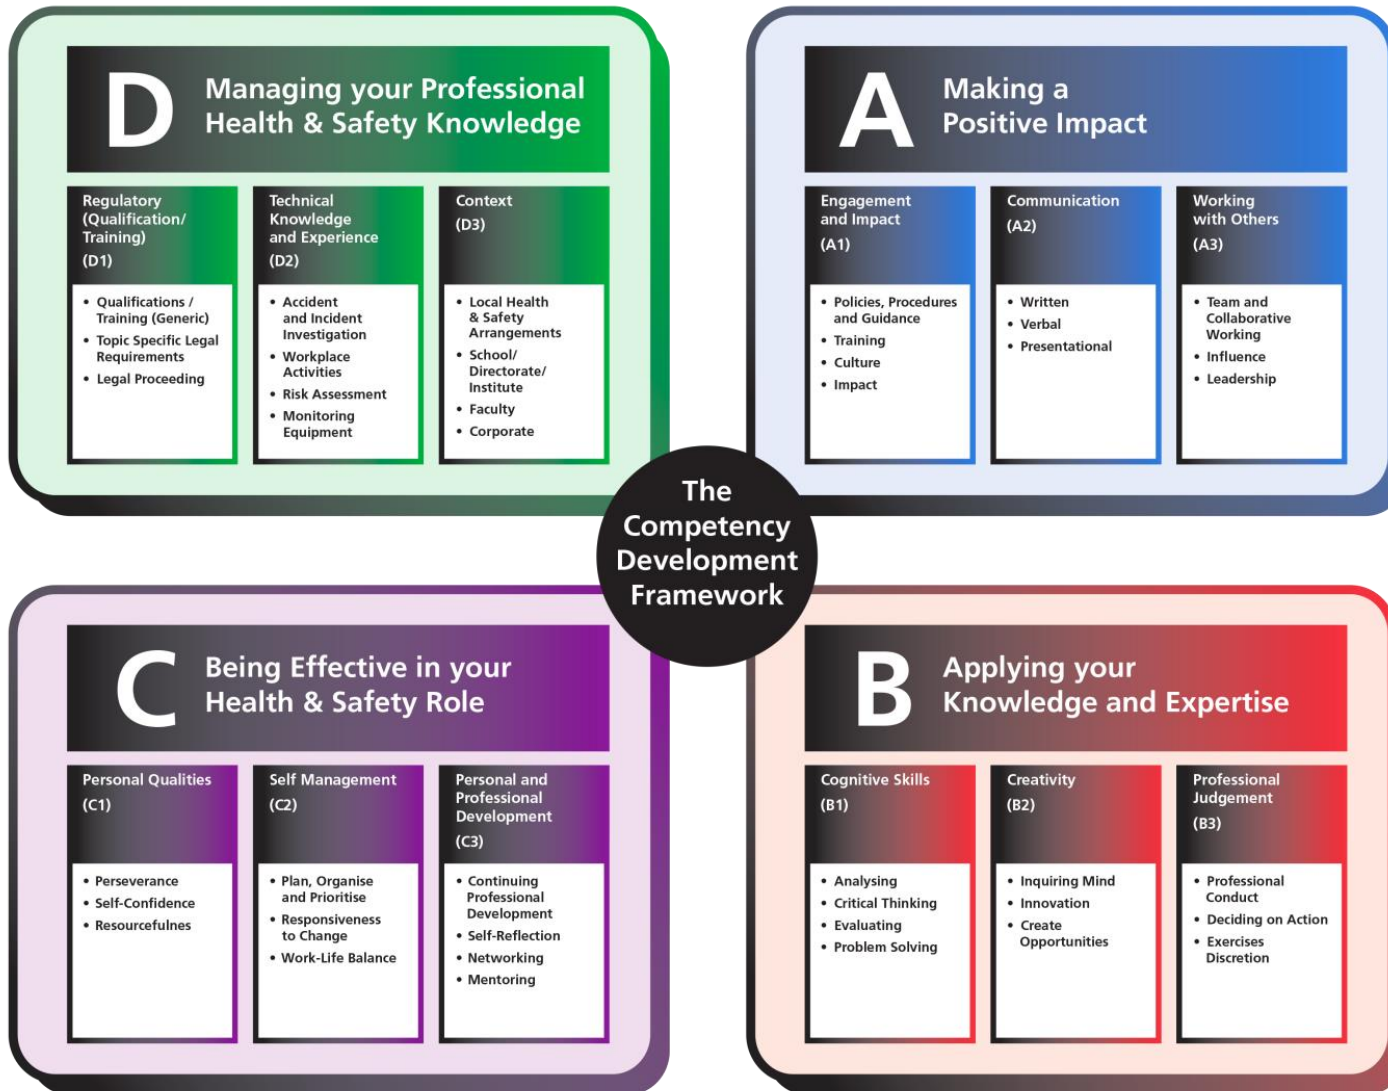 D
Managing your Professional
Health & Safety Knowledge
Regulatory
(Qualification/
Training)
(D1)
• Qualifications /
Training (Generic)
• Topic Specific Legal
Requirements
• Legal Proceeding
Technical
Knowledge
and Experience
(D2)
• Accident
and Incident
Investigation
• Workplace
Activities
• Risk Assessment
• Monitoring
Equipment
Context
(D3)
• Local Health
& Safety
Arrangements
• School/
Directorate/
Institute
• Faculty
• Corporate
A
Making a
Positive Impact
Engagement
and Impact
(A1)
• Policies, Procedures
and Guidance
• Training
• Culture
• Impact
Communication
(A2)
• Written
• Verbal
• Presentational
Working
with Others
(A3)
• Team and
Collaborative
Working
• Influence
• Leadership
The
Competency
Development
Framework
C
Being Effective in your
Health & Safety Role
Personal Qualities
(C1)
• Perseverance
• Self-Confidence
• Resourcefulnes
Self Management
(C2)
• Plan, Organise
and Prioritise
• Responsiveness
to Change
• Work-Life Balance
Personal and
Professional
Development
(C3)
• Continuing
Professional
Development
• Self-Reflection
• Networking
• Mentoring
B
Applying your
Knowledge and Expertise
Cognitive Skills
(B1)
• Analysing
• Critical Thinking
• Evaluating
• Problem Solving
Creativity
(B2)
• Inquiring Mind
• Innovation
• Create
Opportunities
Professional
Judgement
(B3)
• Professional
Conduct
• Deciding on Action
• Exercises
Discretion